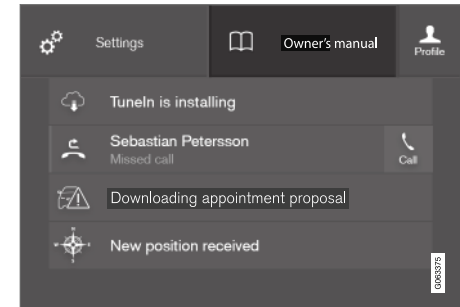 Settings
Owner's manual
Profile
TuneIn is installing
Sebastian Petersson
Missed call
Call
Downloading appointment proposal
New position received
G063375